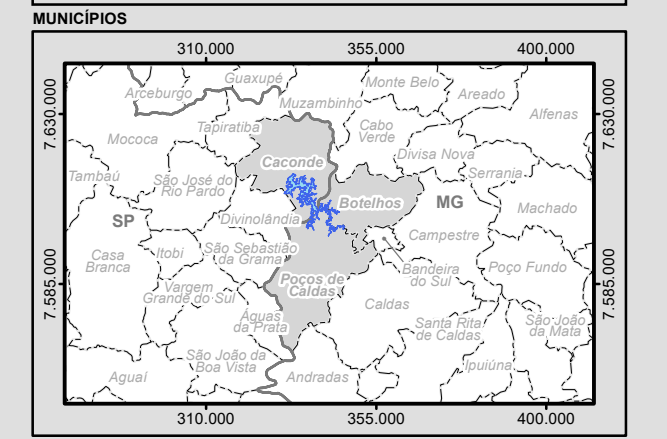 MUNICÍPIOS
310.000 355.000 400.000
7.630.000
7.630.000
Guaxupé
Monte Belo
Arceburgo
Areado
Muzambinho
Alfenas
Tapiratiba
Cabo
Verde
Mococa
Divisa Nova
Caconde
Serrania
Tambaú
São José do
Rio Pardo
Botelhos
MG
Machado
SP
Divinolândia
Campestre
Casa
Branca
Itobi
São Sebastião
da Grama
Bandeira
do Sul
Poço Fundo
7.585.000
7.585.000
Poços de
Caldas
Vargem
Grande do Sul
Caldas
Águas
da Prata
Santa Rita
de Caldas
São João
da Mata
São João da
Boa Vista
Ipuiúna
Aguaí
Andradas
310.000 355.000 400.000